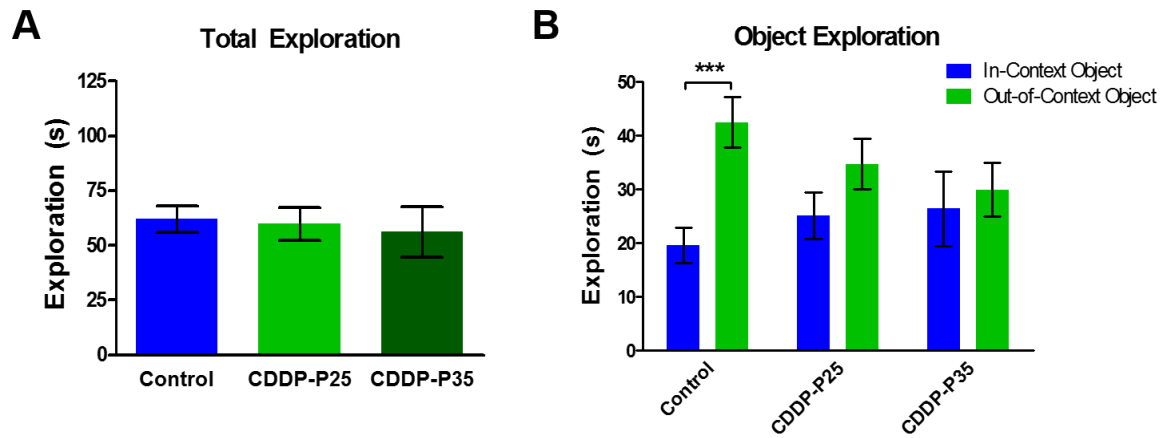 A
Total Exploration
Exploration (s)
125
100
75
50
25
0
Control CDDP-P25 CDDP-P35
B
Object Exploration
In-Context Object
Out-of-Context Object
***
Exploration (s)
50
40
30
20
10
0
Control CDDP-P25 CDDP-P35